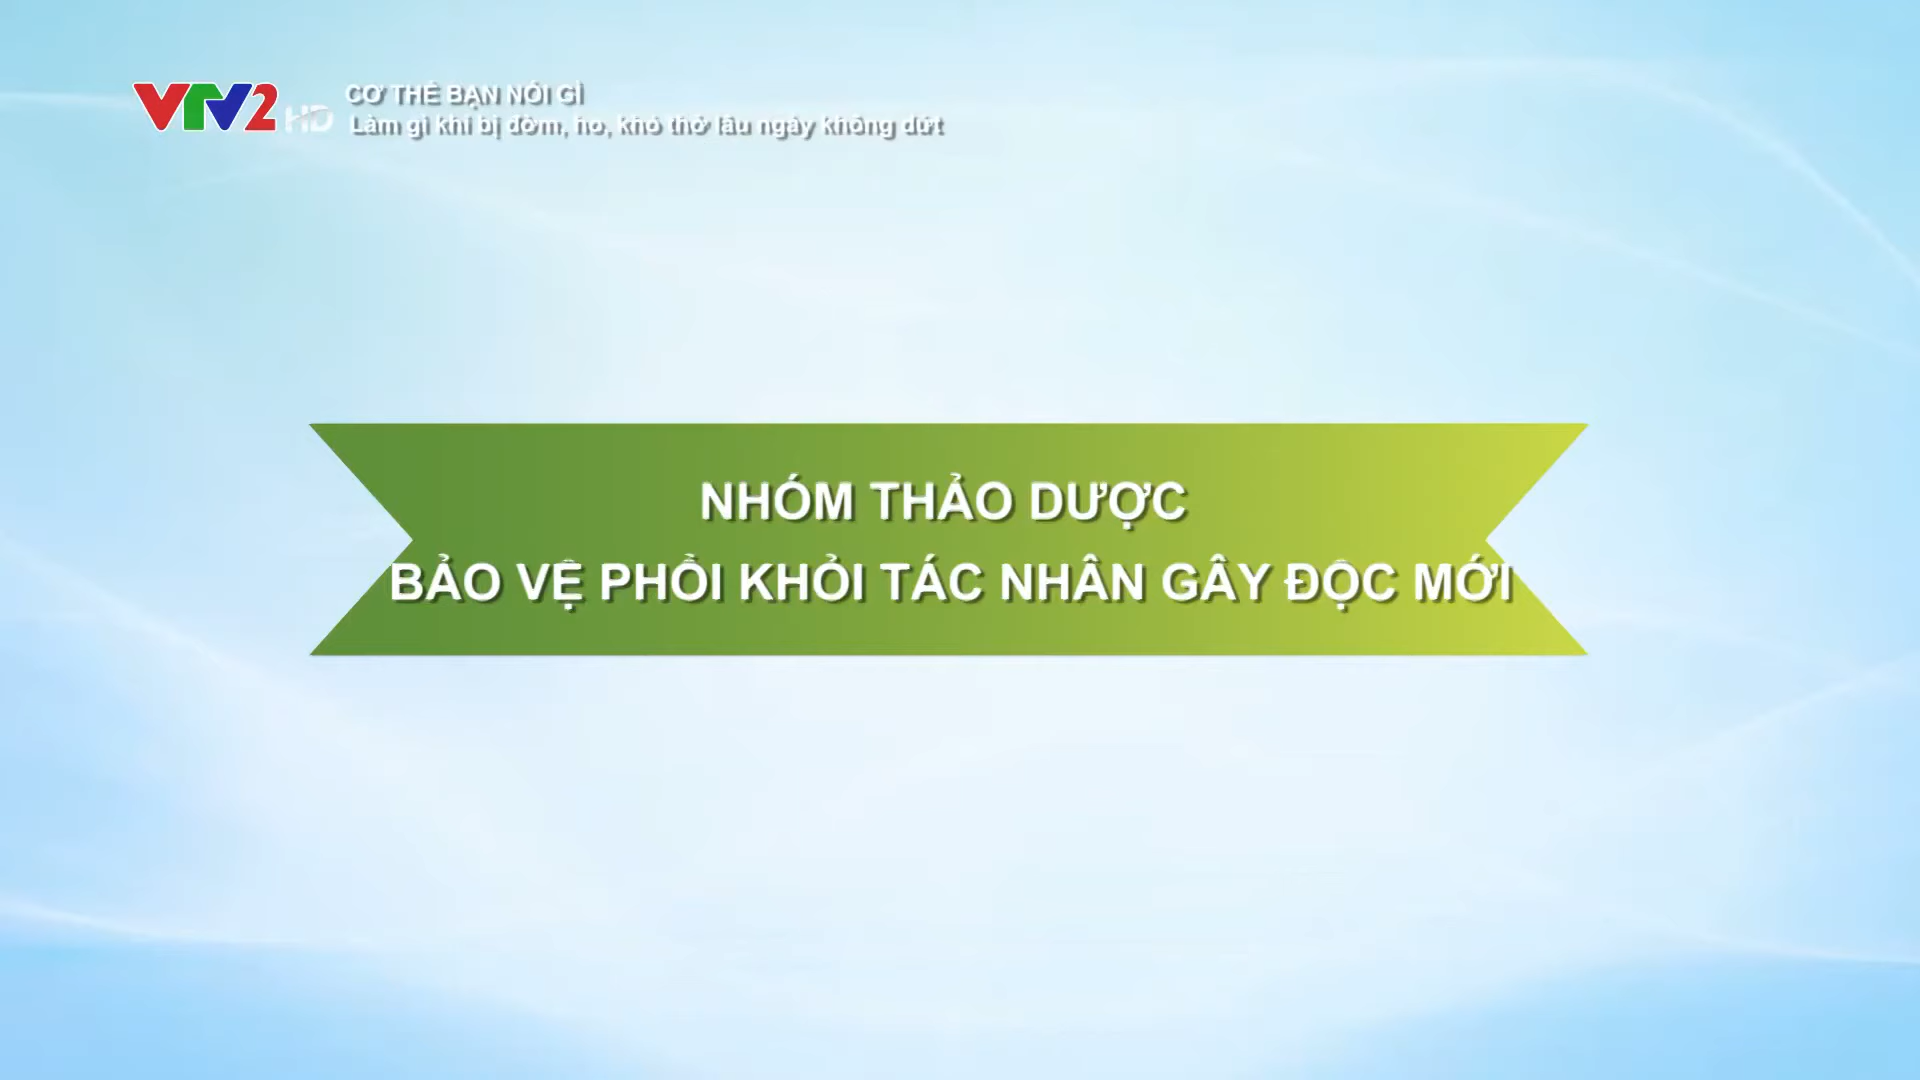 VTV2 HD
CƠ THỂ BẠN NÓI GÌ
Làm gì khi bị đờm, ho, khó thở lâu ngày không dứt
NHÓM THẢO DƯỢC
BẢO VỆ PHỔI KHỎI TÁC NHÂN GÂY ĐỘC MỚI